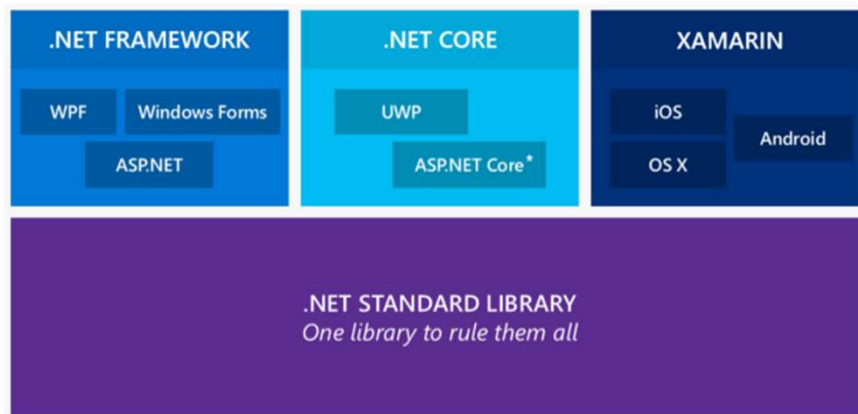 .NET FRAMEWORK
WPF
Windows Forms
ASP.NET
.NET CORE
UWP
ASP.NET Core*
XAMARIN
iOS
Android
OS X
.NET STANDARD LIBRARY
One library to rule them all